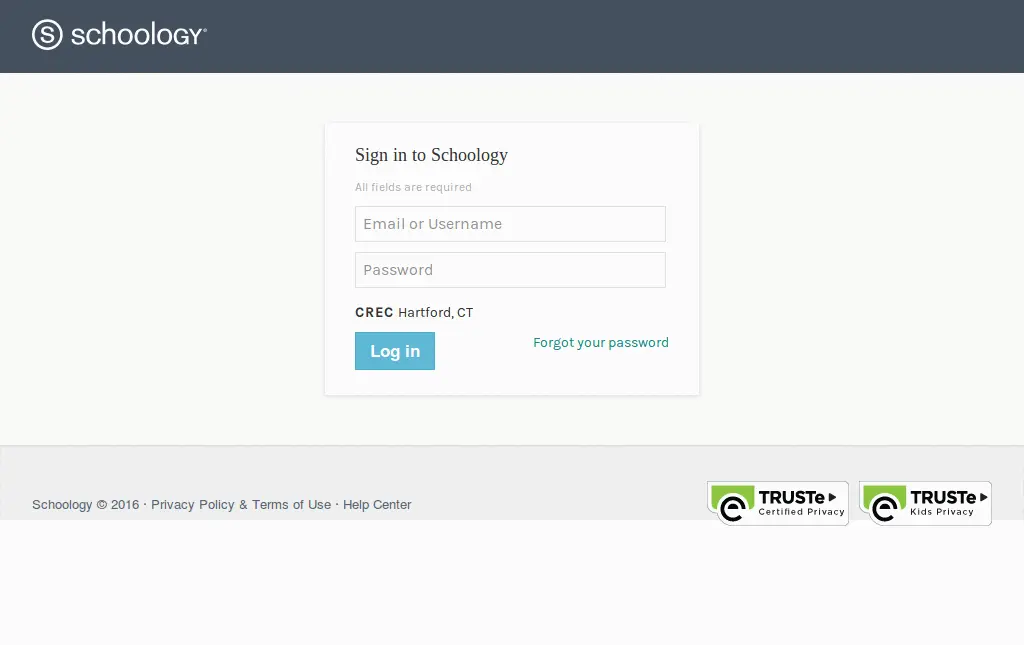 S schoology®
Sign in to Schoology
All fields are required
Email or Username
Password
CREC Hartford, CT
Log in
Forgot your password
Schoology © 2016 · Privacy Policy & Terms of Use · Help Center
e TRUSTe
Certified Privacy
e TRUSTe
Kids Privacy